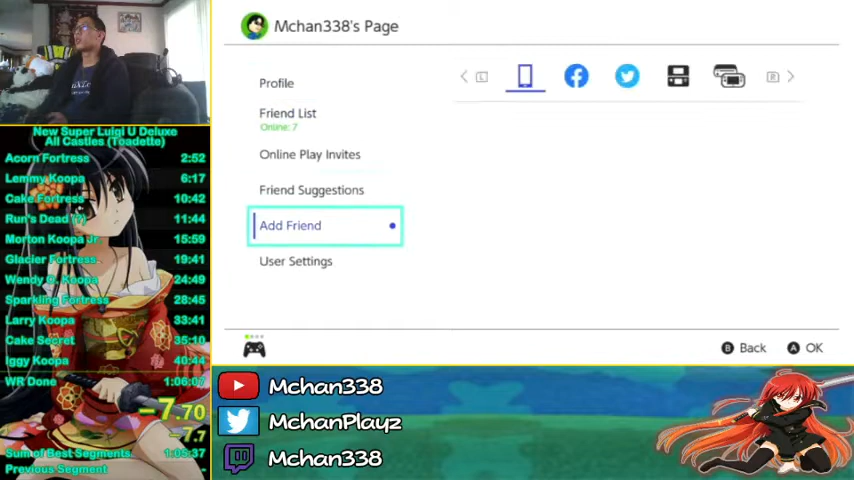 Mchan338's Page
Profile
Friend List
Online: 7
Online Play Invites
Friend Suggestions
Add Friend
User Settings
L
R
B Back
A OK
New Super Luigi U Deluxe
All Castles (Toadette)
Acorn Fortress 2:52
Lemmy Koopa 6:17
Cake Fortress 10:42
Run's Dead (?) 11:44
Morton Koopa Jr. 15:59
Glacier Fortress 19:41
Wendy O. Koopa 24:49
Sparkling Fortress 28:45
Larry Koopa 33:41
Cake Secret 35:10
Iggy Koopa 40:44
WR Done 1:06:07
-7.70
-7.7
Sum of Best Segments 1:05:37
Previous Segment -
Mchan338
MchanPlayz
Mchan338